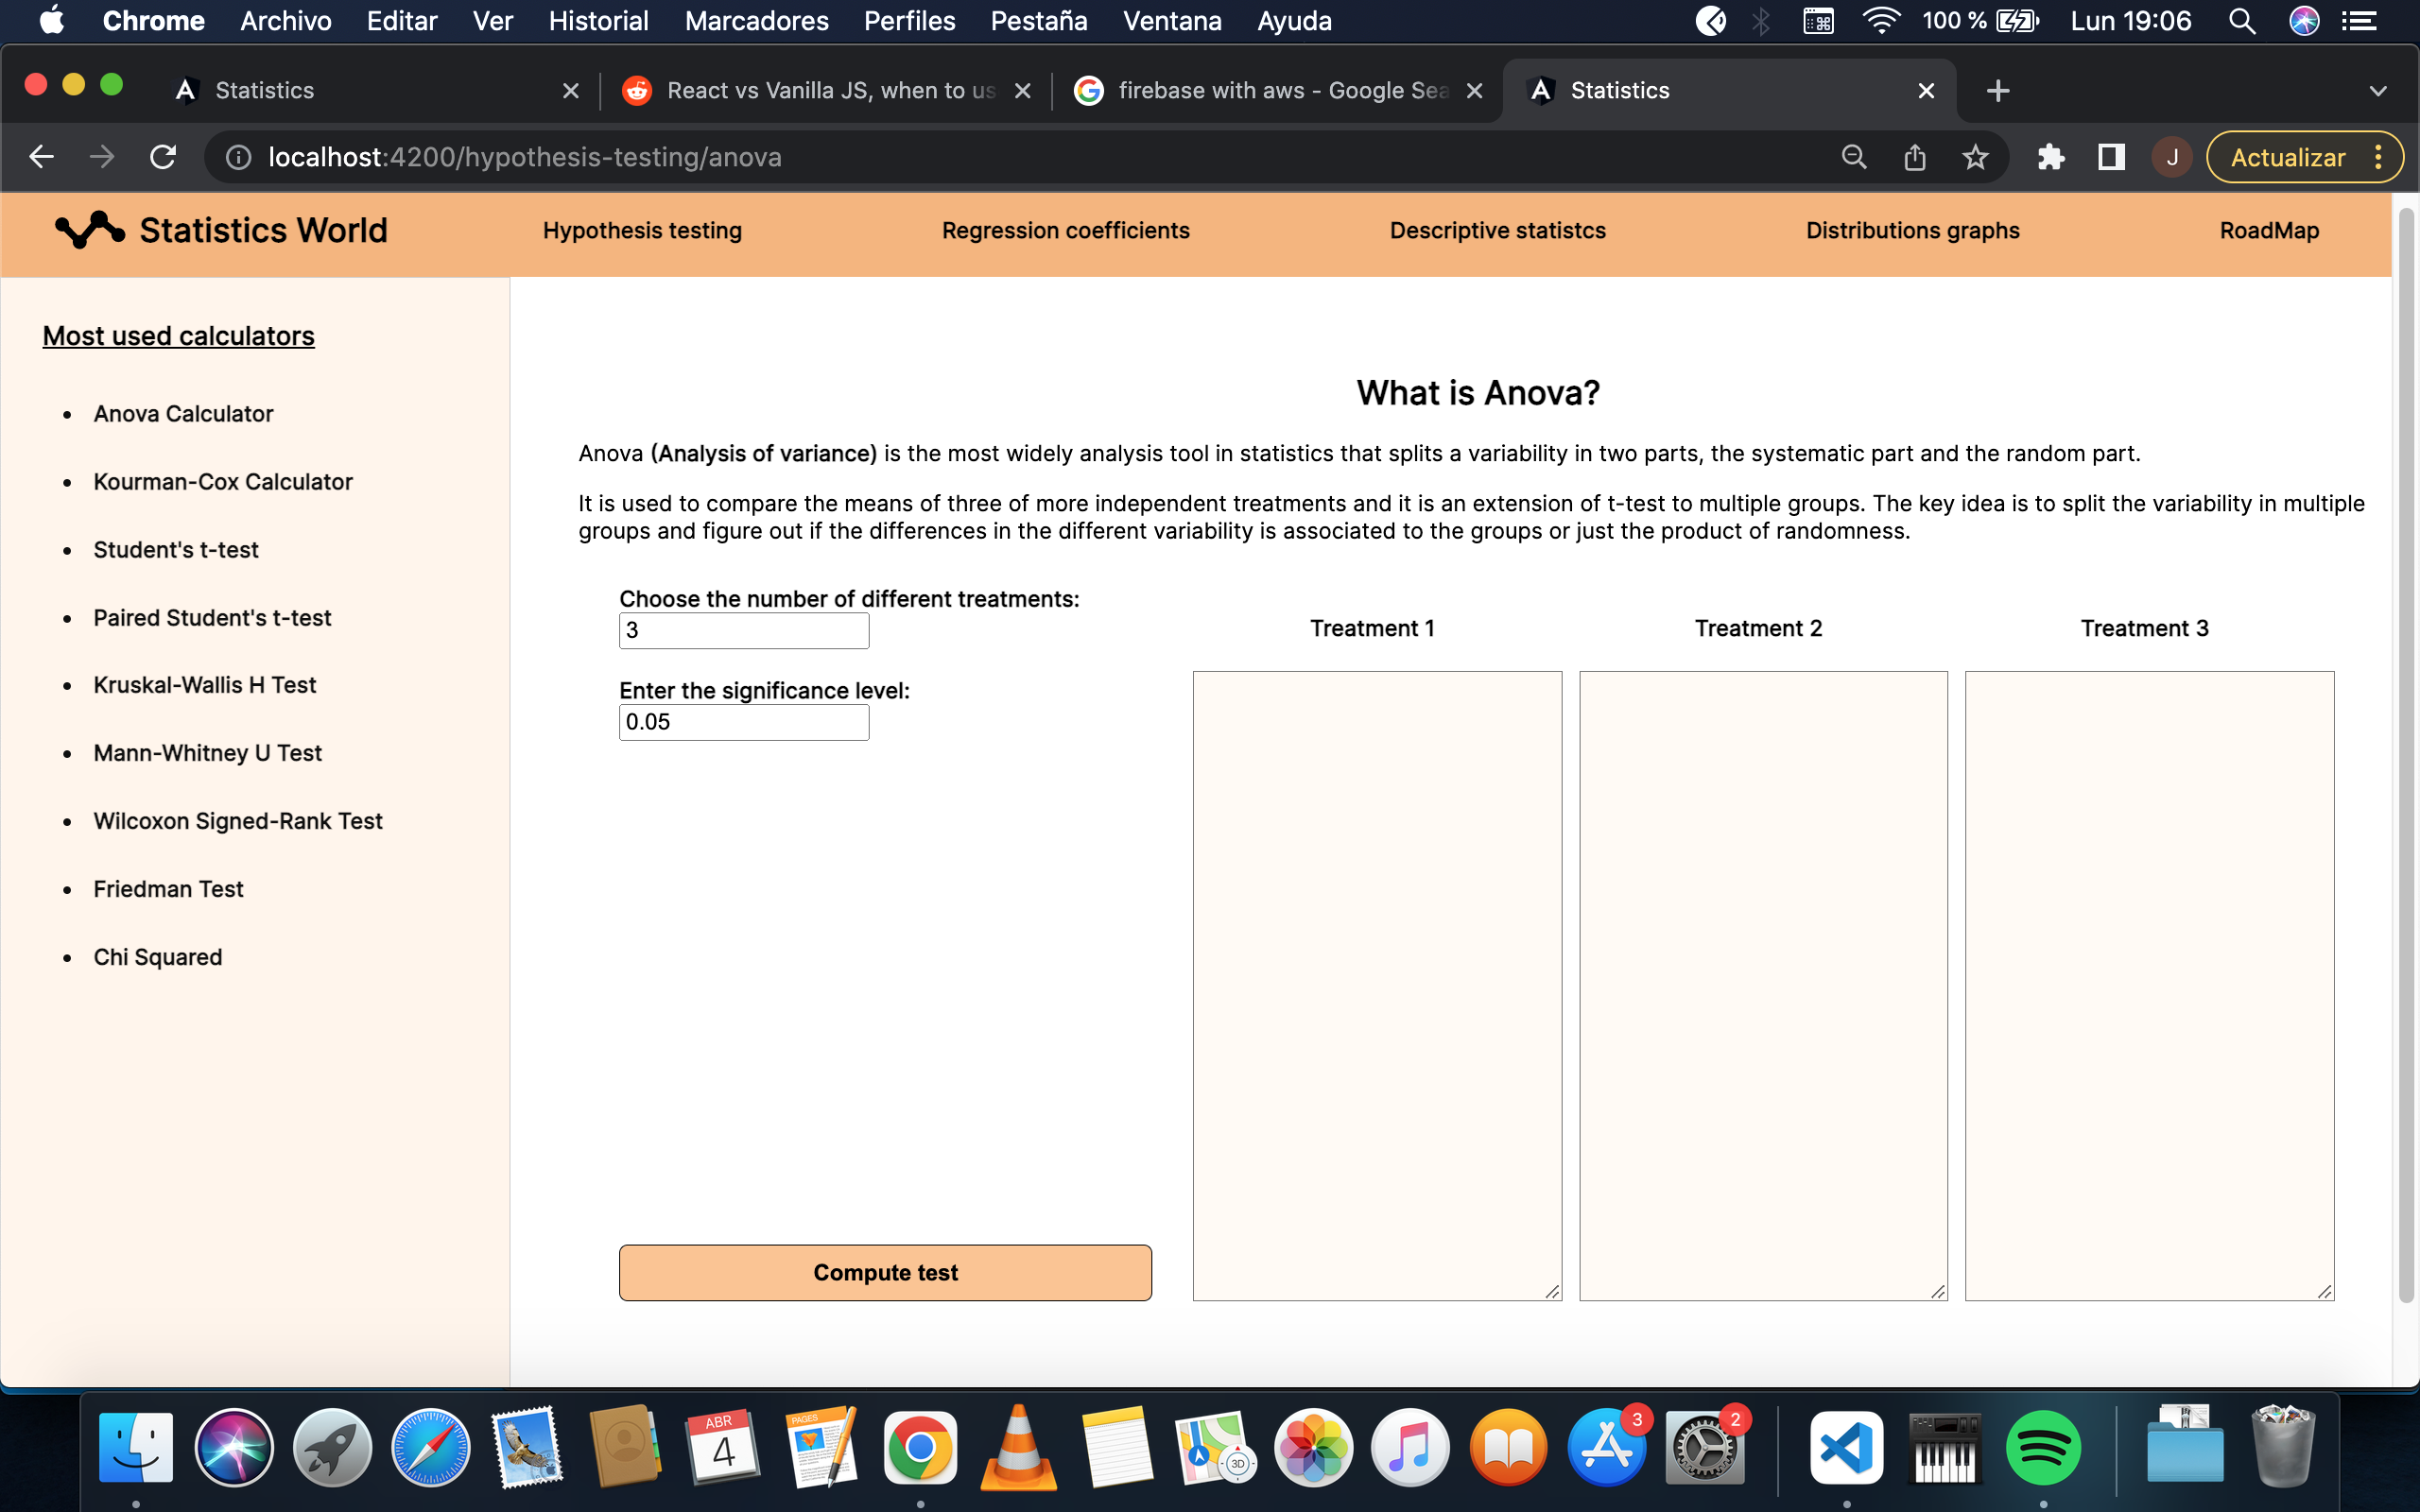 Chrome Archivo Editar Ver Historial Marcadores Perfiles Pestaña Ventana Ayuda 100 % Lun 19:06
Statistics React vs Vanilla JS, when to us firebase with aws - Google Sea Statistics
localhost:4200/hypothesis-testing/anova J Actualizar
Statistics World Hypothesis testing Regression coefficients Descriptive statistcs Distributions graphs RoadMap
Most used calculators
Anova Calculator
Kourman-Cox Calculator
Student's t-test
Paired Student's t-test
Kruskal-Wallis H Test
Mann-Whitney U Test
Wilcoxon Signed-Rank Test
Friedman Test
Chi Squared
What is Anova?
Anova (Analysis of variance) is the most widely analysis tool in statistics that splits a variability in two parts, the systematic part and the random part.
It is used to compare the means of three of more independent treatments and it is an extension of t-test to multiple groups. The key idea is to split the variability in multiple
groups and figure out if the differences in the different variability is associated to the groups or just the product of randomness.
Choose the number of different treatments:
3
Enter the significance level:
0.05
Compute test
Treatment 1 Treatment 2 Treatment 3
ABR
4
PAGES
3D
3
2